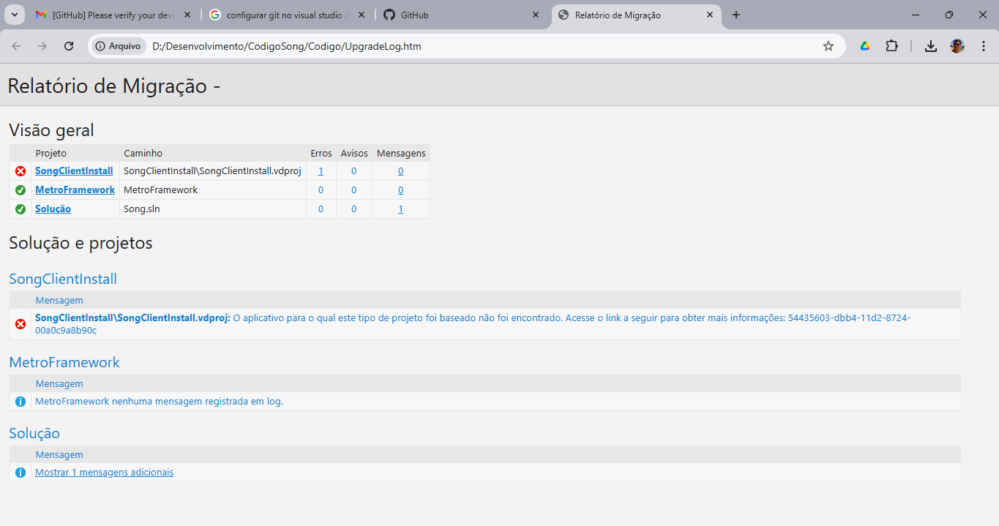 [GitHub] Please verify your devi
configurar git no visual studio 2
GitHub
Relatório de Migração
Arquivo
D:/Desenvolvimento/CodigoSong/Codigo/UpgradeLog.htm
Relatório de Migração -
Visão geral
Projeto Caminho Erros Avisos Mensagens
SongClientInstall SongClientInstall\SongClientInstall.vdproj 1 0 0
MetroFramework MetroFramework 0 0 0
Solução Song.sln 0 0 1
Solução e projetos
SongClientInstall
Mensagem
SongClientInstall\SongClientInstall.vdproj: O aplicativo para o qual este tipo de projeto foi baseado não foi encontrado. Acesse o link a seguir para obter mais informações: 54435603-dbb4-11d2-8724-
00a0c9a8b90c
MetroFramework
Mensagem
MetroFramework nenhuma mensagem registrada em log.
Solução
Mensagem
Mostrar 1 mensagens adicionais